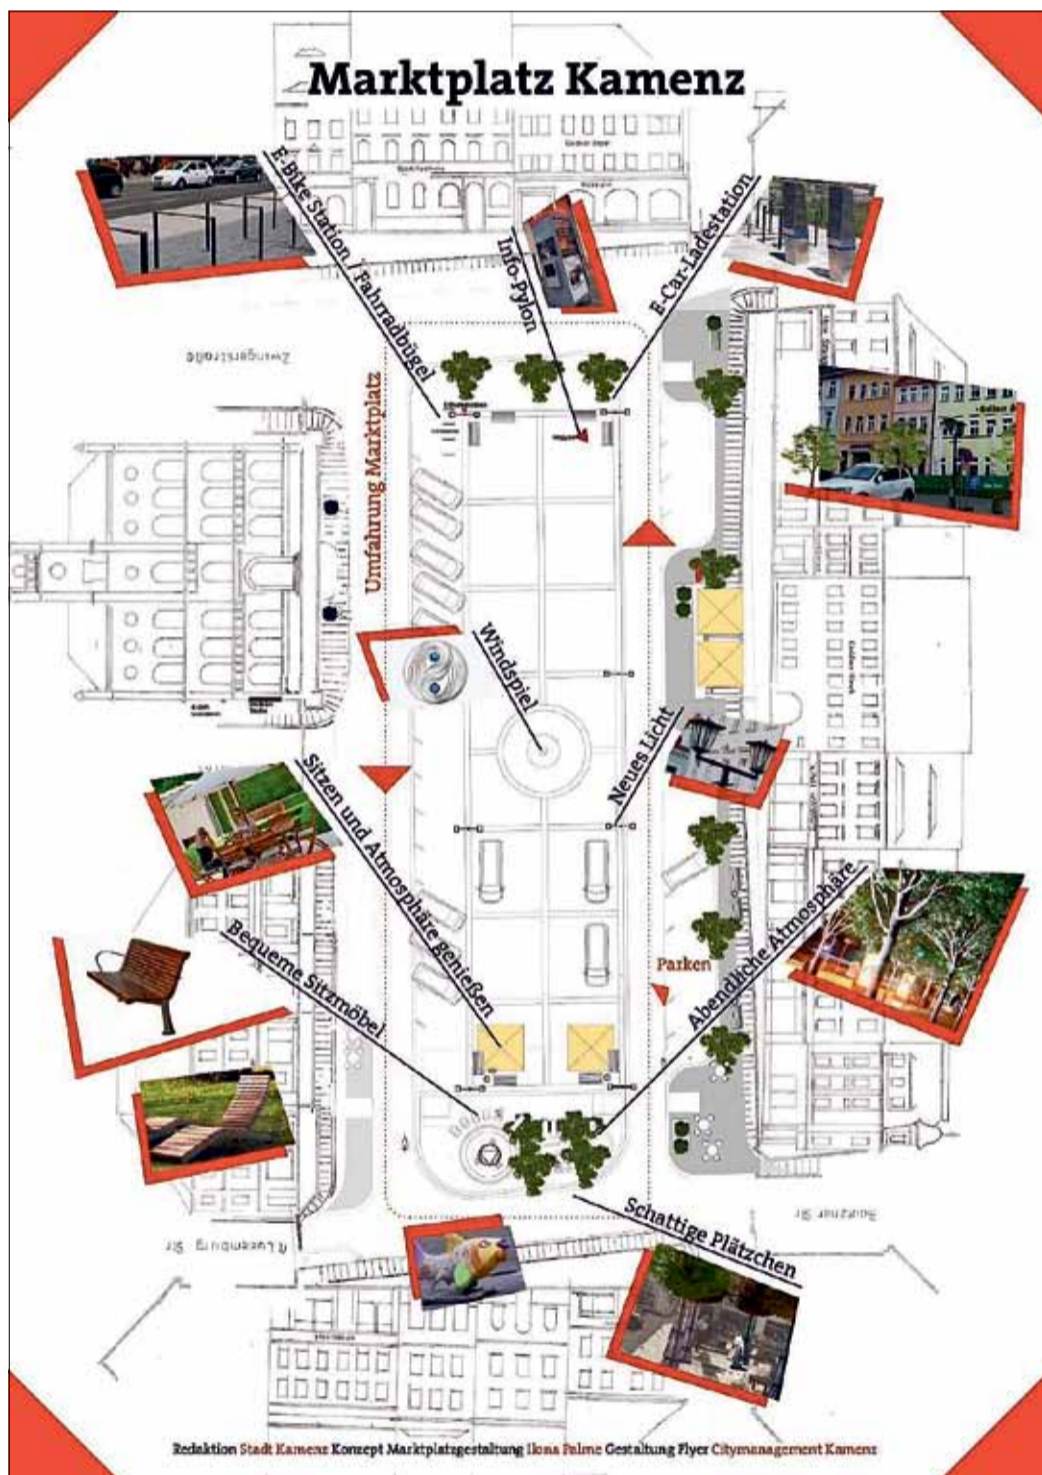 Marktplatz Kamenz
E-Bike Station / Fahrradbügel
Info-Pylon
E-Car-Ladestation
Zwingerstraße
Umfahrung Marktplatz
Windspiel
Neues Licht
Sitzen und Atmosphäre genießen
Bequeme Sitzmöbel
Parken
Abendliche Atmosphäre
Schattige Plätzchen
Bautzner Str
R.Luxemburg Str
Redaktion Stadt Kamenz Konzept Marktplatzgestaltung Ilona Palme Gestaltung Flyer Citymanagement Kamenz